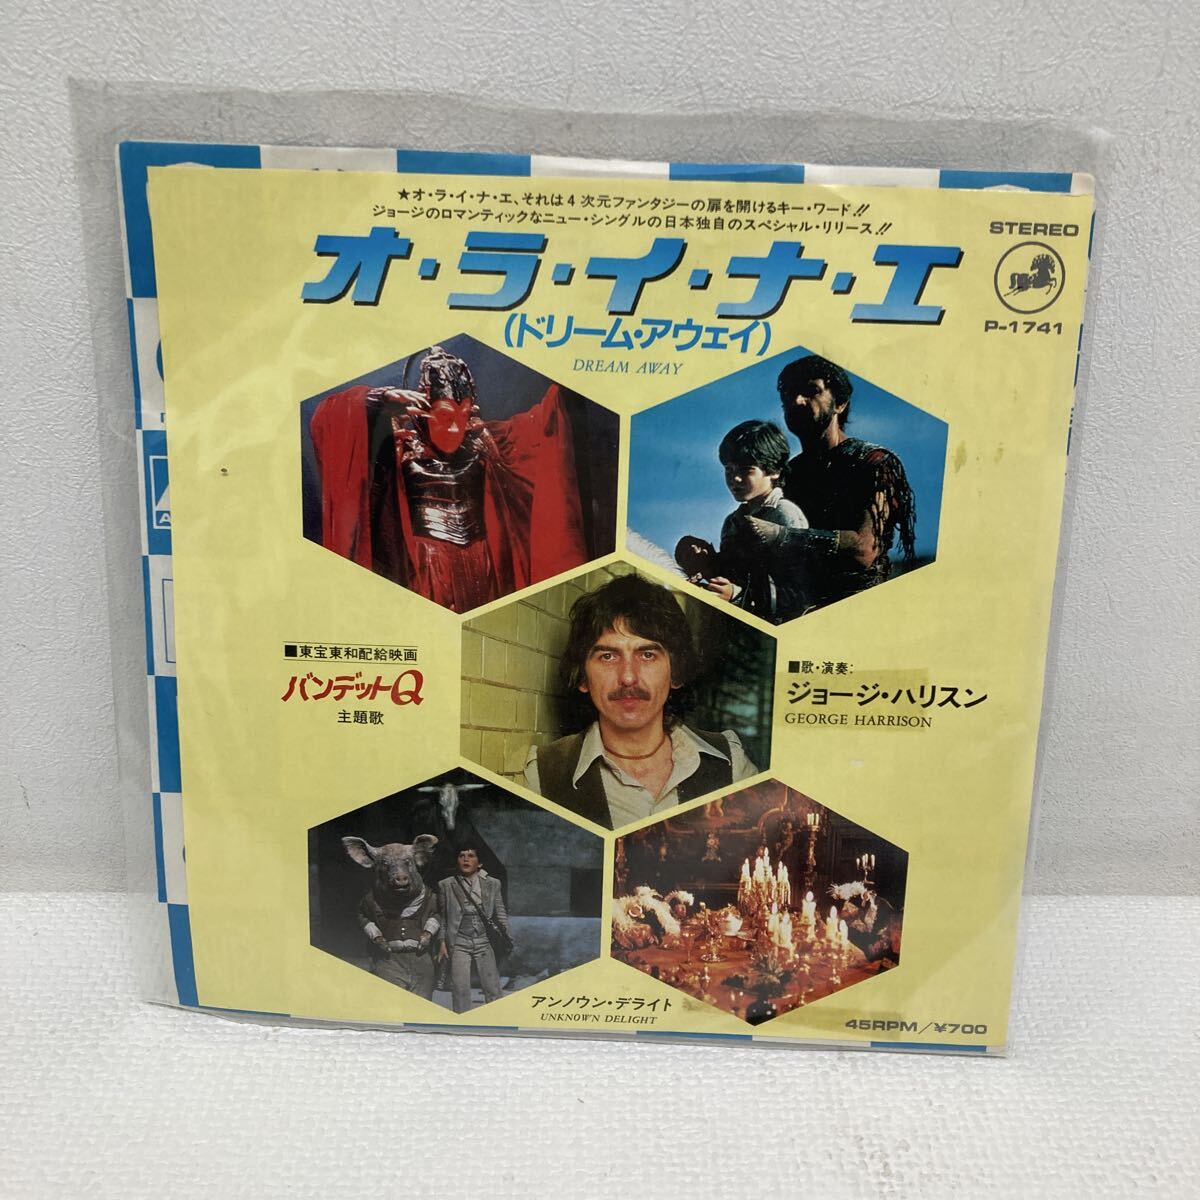 ★オ・ラ・イ・ナ・エ、それは4次元ファンタジーの扉を開けるキー・ワード!!
ジョージのロマンティックなニュー・シングルの日本独自のスペシャル・リリース!!
STEREO
オ・ラ・イ・ナ・エ
P-1741
(ドリーム・アウェイ)
DREAM AWAY
■東宝東和配給映画
バンデットQ
主題歌
■歌・演奏:
ジョージ・ハリスン
GEORGE HARRISON
アンノウン・デライト
UNKNOWN DELIGHT
45RPM/¥700